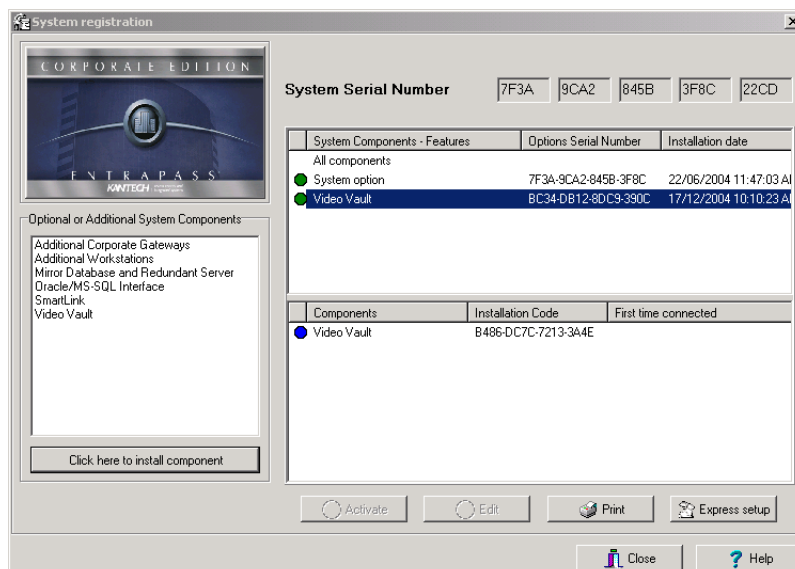 System registration
CORPORATE EDITION
ENTRAPASS
KANTECH
System Serial Number 7F3A 9CA2 845B 3F8C 22CD
System Components - Features Options Serial Number Installation date
All components
System option 7F3A-9CA2-845B-3F8C 22/06/2004 11:47:03 A
Video Vault BC34-DB12-8DC9-390C 17/12/2004 10:10:23 A
Optional or Additional System Components
Additional Corporate Gateways
Additional Workstations
Mirror Database and Redundant Server
Oracle/MS-SQL Interface
SmartLink
Video Vault
Click here to install component
Components Installation Code First time connected
Video Vault B486-DC7C-7213-3A4E
Activate Edit Print Express setup
Close Help